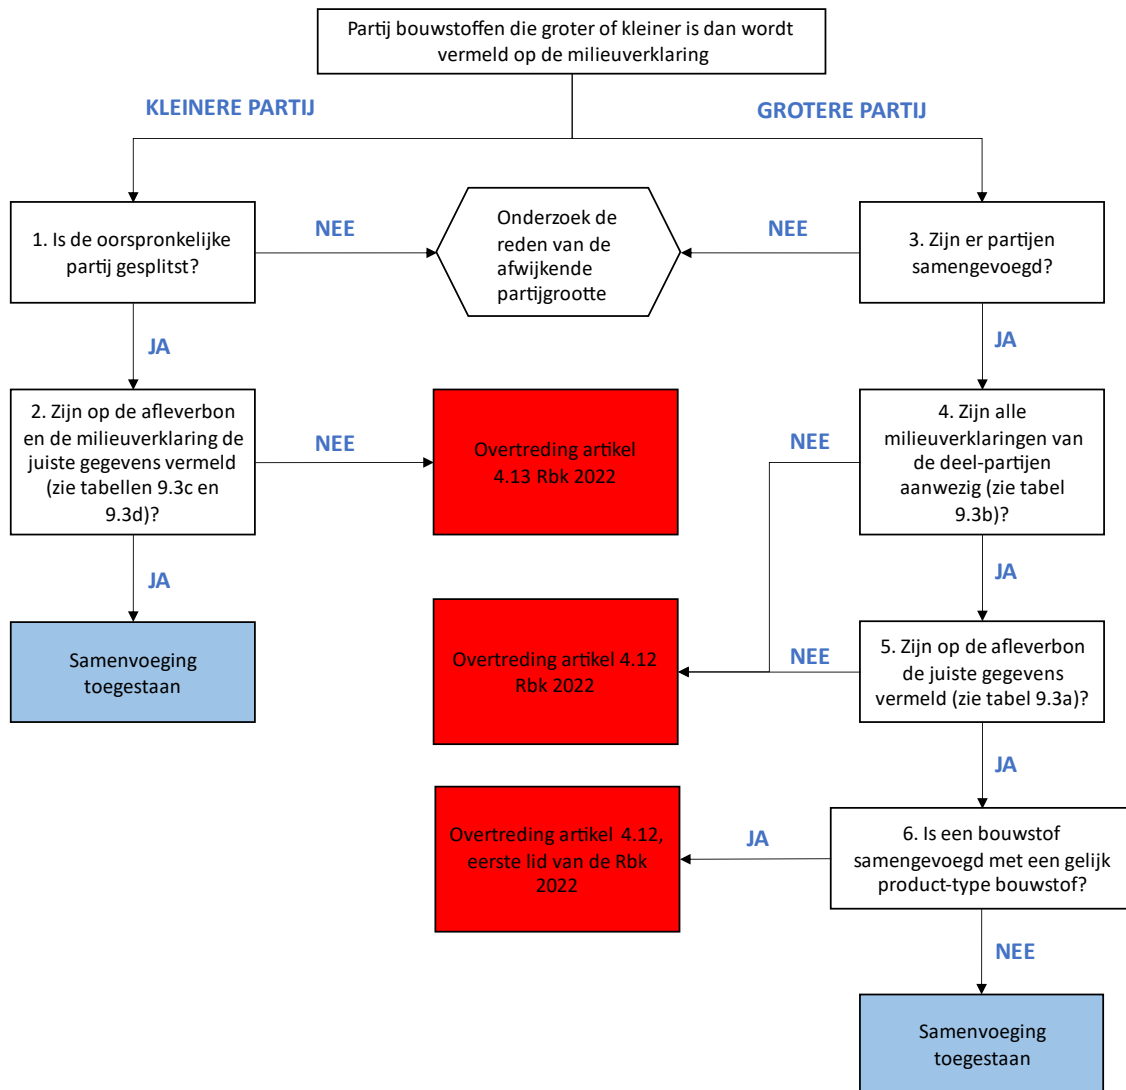 Partij bouwstoffen die groter of kleiner is dan wordt
vermeld op de milieuverklaring
KLEINERE PARTIJ
GROTERE PARTIJ
1. Is de oorspronkelijke
partij gesplitst?
NEE
Onderzoek de
reden van de
afwijkende
partijgrootte
NEE
3. Zijn er partijen
samengevoegd?
JA
JA
2. Zijn op de afleverbon
en de milieuverklaring de
juiste gegevens vermeld
(zie tabellen 9.3c en
9.3d)?
NEE
Overtreding artikel
4.13 Rbk 2022
NEE
4. Zijn alle
milieuverklaringen van
de deel-partijen
aanwezig (zie tabel
9.3b)?
JA
JA
Samenvoeging
toegestaan
Overtreding artikel 4.12
Rbk 2022
NEE
5. Zijn op de afleverbon
de juiste gegevens
vermeld (zie tabel 9.3a)?
JA
Overtreding artikel 4.12,
eerste lid van de Rbk
2022
JA
6. Is een bouwstof
samengevoegd met een gelijk
product-type bouwstof?
NEE
Samenvoeging
toegestaan